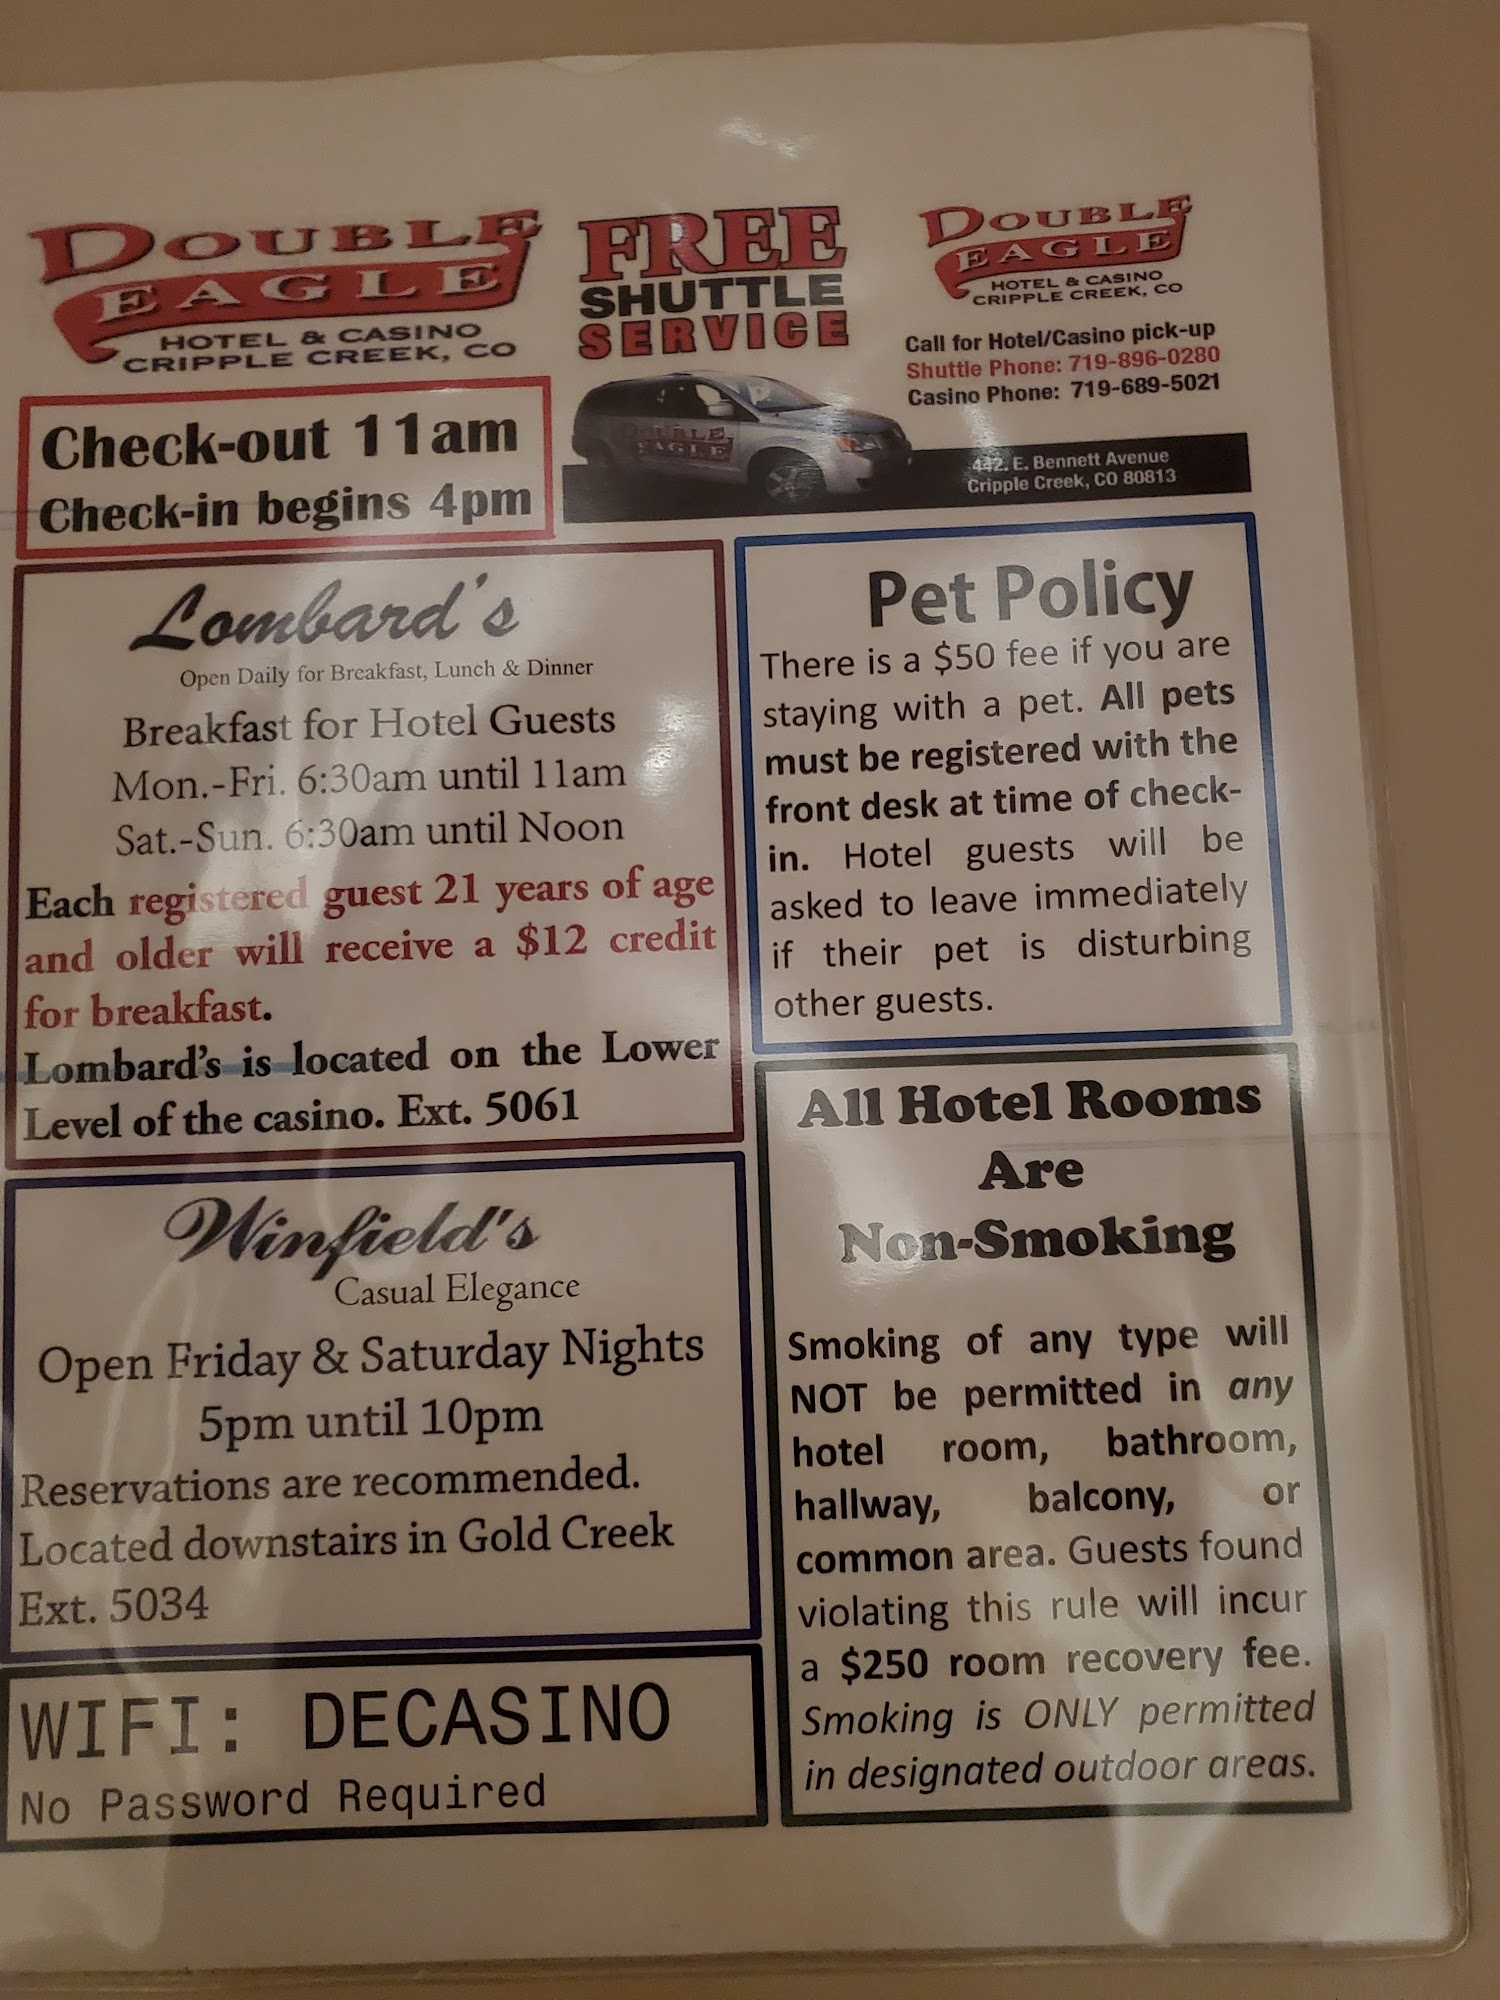 DOUBLE
EAGLE
HOTEL & CASINO
CRIPPLE CREEK, CO
FREE
SHUTTLE
SERVICE
DOUBLE
EAGLE
HOTEL & CASINO
CRIPPLE CREEK, CO
Call for Hotel/Casino pick-up
Shuttle Phone: 719-896-0280
Casino Phone: 719-689-5021
DOUBLE
EAGLE
442. E. Bennett Avenue
Cripple Creek, CO 80813
Check-out 11am
Check-in begins 4pm
Lombard's
Open Daily for Breakfast, Lunch & Dinner
Breakfast for Hotel Guests
Mon.-Fri. 6:30am until 11am
Sat.-Sun. 6:30am until Noon
Each registered guest 21 years of age
and older will receive a $12 credit
for breakfast.
Lombard's is located on the Lower
Level of the casino. Ext. 5061
Winfield's
Casual Elegance
Open Friday & Saturday Nights
5pm until 10pm
Reservations are recommended.
Located downstairs in Gold Creek
Ext. 5034
WIFI: DECASINO
No Password Required
Pet Policy
There is a $50 fee if you are
staying with a pet. All pets
must be registered with the
front desk at time of check-
in. Hotel guests will be
asked to leave immediately
if their pet is disturbing
other guests.
All Hotel Rooms
Are
Non-Smoking
Smoking of any type will
NOT be permitted in any
hotel room, bathroom,
hallway, balcony, or
common area. Guests found
violating this rule will incur
a $250 room recovery fee.
Smoking is ONLY permitted
in designated outdoor areas.